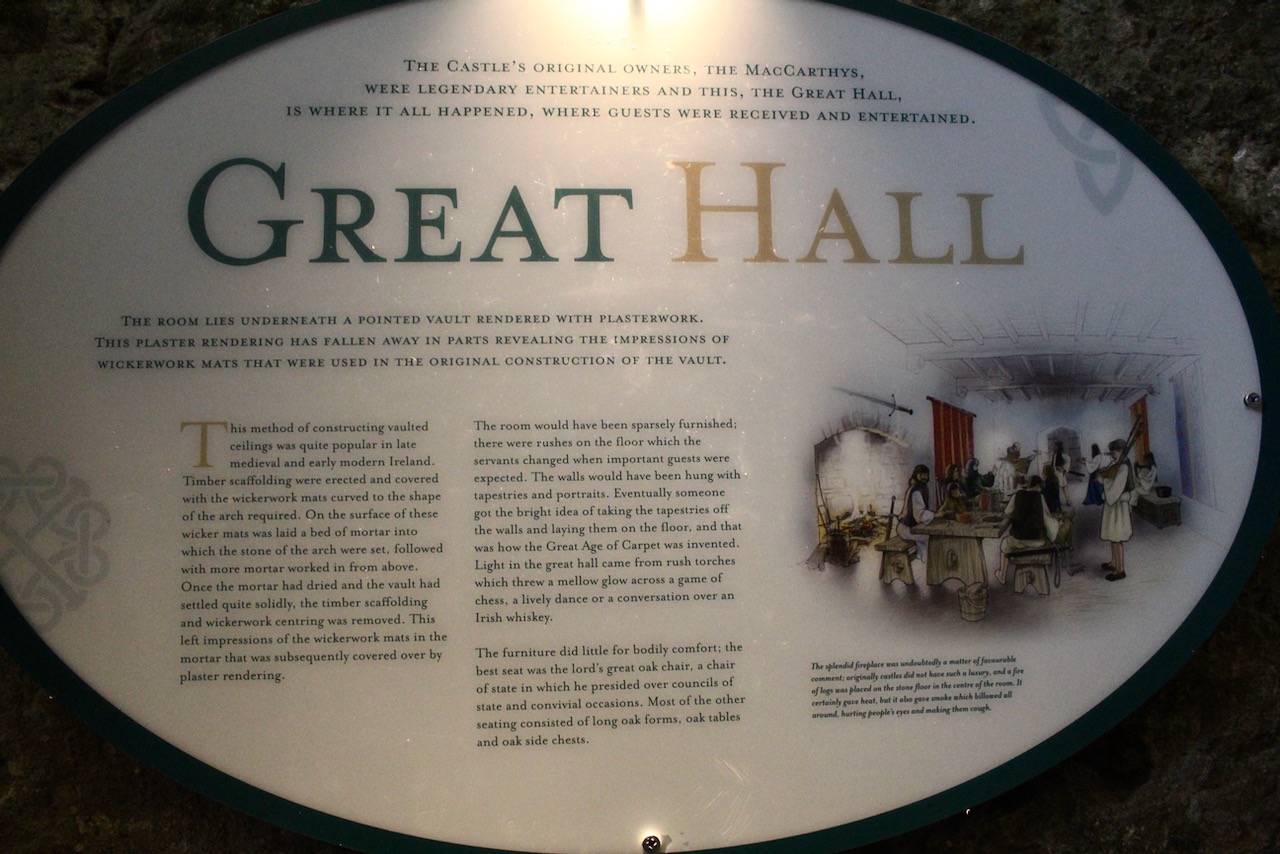 THE CASTLE'S ORIGINAL OWNERS, THE MACCARTHYS,
WERE LEGENDARY ENTERTAINERS AND THIS, THE GREAT HALL,
IS WHERE IT ALL HAPPENED, WHERE GUESTS WERE RECEIVED AND ENTERTAINED.
GREAT HALL
THE ROOM LIES UNDERNEATH A POINTED VAULT RENDERED WITH PLASTERWORK.
THIS PLASTER RENDERING HAS FALLEN AWAY IN PARTS REVEALING THE IMPRESSIONS OF
WICKERWORK MATS THAT WERE USED IN THE ORIGINAL CONSTRUCTION OF THE VAULT.
This method of constructing vaulted
ceilings was quite popular in late
medieval and early modern Ireland.
Timber scaffolding were erected and covered
with the wickerwork mats curved to the shape
of the arch required. On the surface of these
wicker mats was laid a bed of mortar into
which the stone of the arch were set, followed
with more mortar worked in from above.
Once the mortar had dried and the vault had
settled quite solidly, the timber scaffolding
and wickerwork centring was removed. This
left impressions of the wickerwork mats in the
mortar that was subsequently covered over by
plaster rendering.
The room would have been sparsely furnished;
there were rushes on the floor which the
servants changed when important guests were
expected. The walls would have been hung with
tapestries and portraits. Eventually someone
got the bright idea of taking the tapestries off
the walls and laying them on the floor, and that
was how the Great Age of Carpet was invented.
Light in the great hall came from rush torches
which threw a mellow glow across a game of
chess, a lively dance or a conversation over an
Irish whiskey.
The furniture did little for bodily comfort; the
best seat was the lord's great oak chair, a chair
of state in which he presided over councils of
state and convivial occasions. Most of the other
seating consisted of long oak forms, oak tables
and oak side chests.
The splendid fireplace was undoubtedly a matter of favourable
comment; originally castles did not have such a luxury, and a fire
of logs was placed on the stone floor in the centre of the room. It
certainly gave heat, but it also gave smoke which billowed all
around, hurting people's eyes and making them cough.